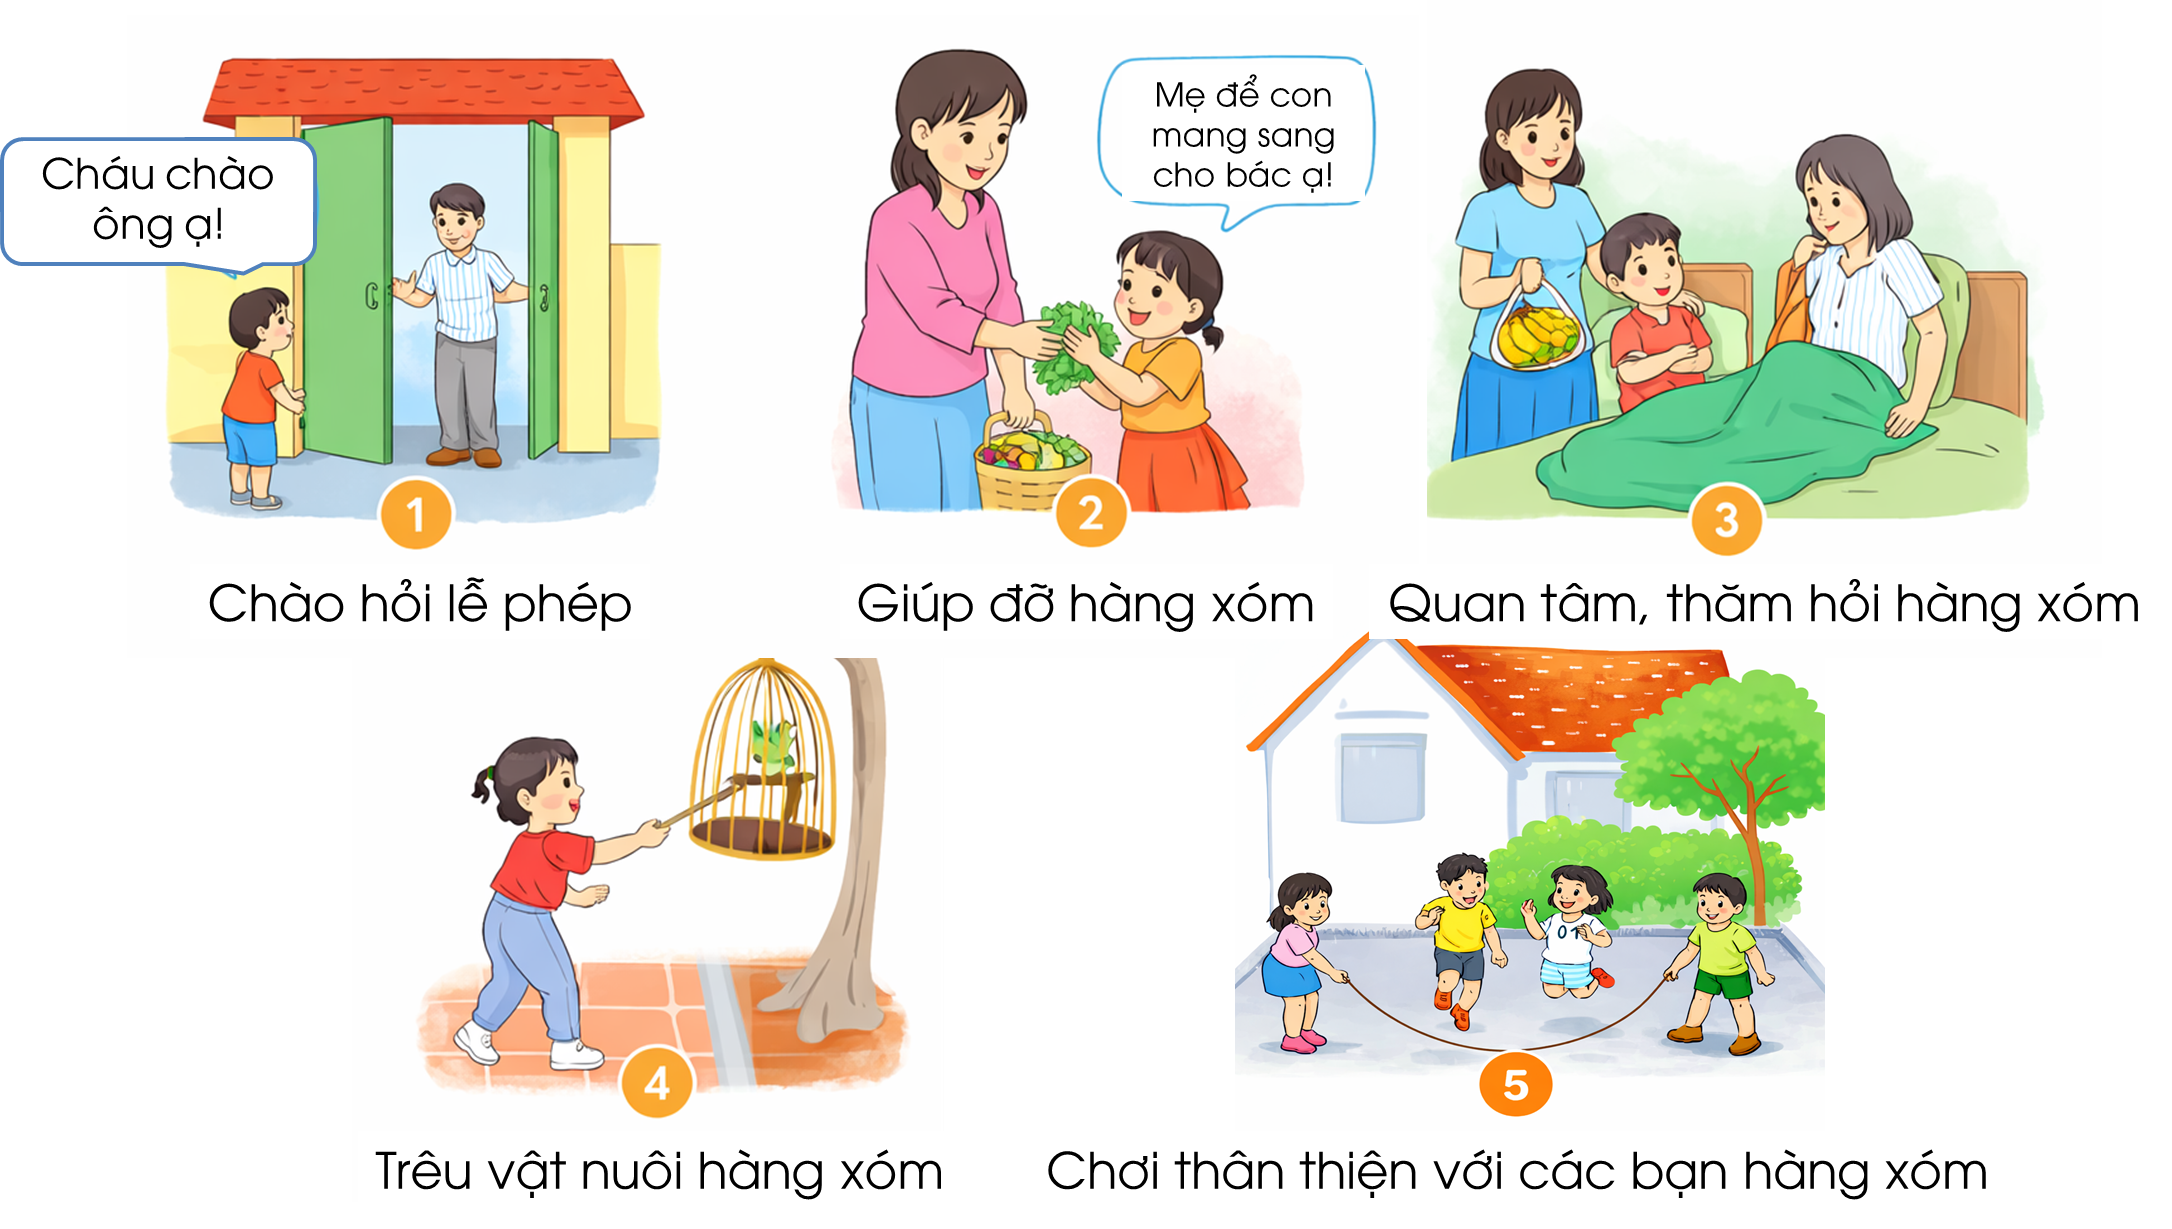 Cháu chào
ông ạ!
Mẹ để con
mang sang
cho bác ạ!
1
2
3
Chào hỏi lễ phép
Giúp đỡ hàng xóm
Quan tâm, thăm hỏi hàng xóm
01
4
5
Trêu vật nuôi hàng xóm
Chơi thân thiện với các bạn hàng xóm